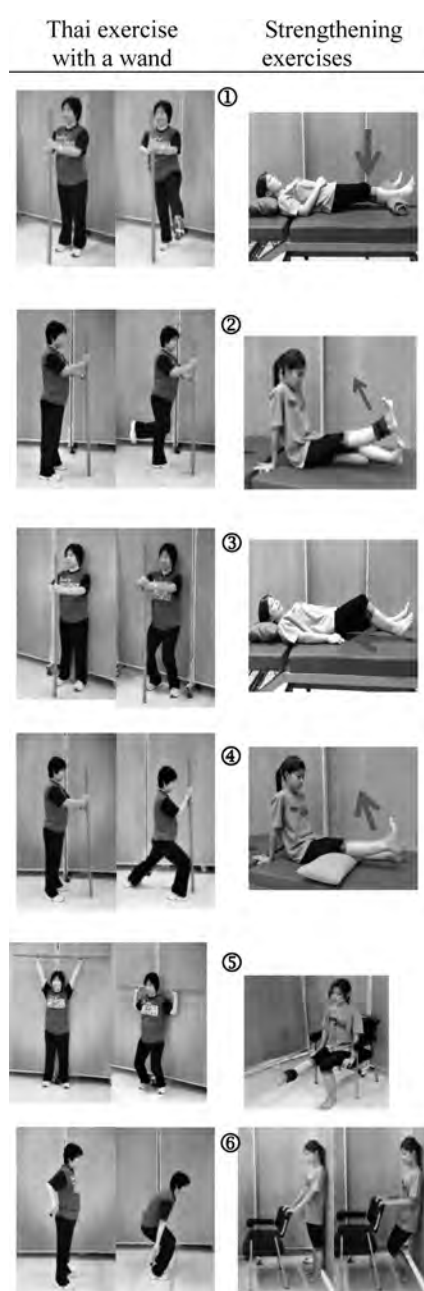 Thai exercise
with a wand
Strengthening
exercises
①
②
③
④
⑤
⑥